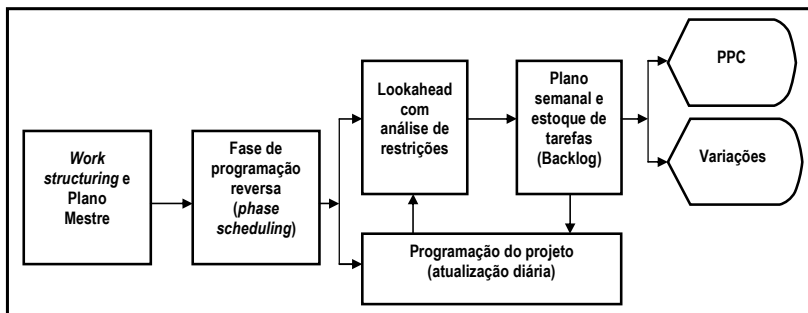 Work
structuring e
Plano
Mestre
Fase de
programação
reversa
(phase
scheduling)
Lookahead
com
análise de
restrições
Plano
semanal e
estoque de
tarefas
(Backlog)
PPC
Variações
Programação do projeto
(atualização diária)